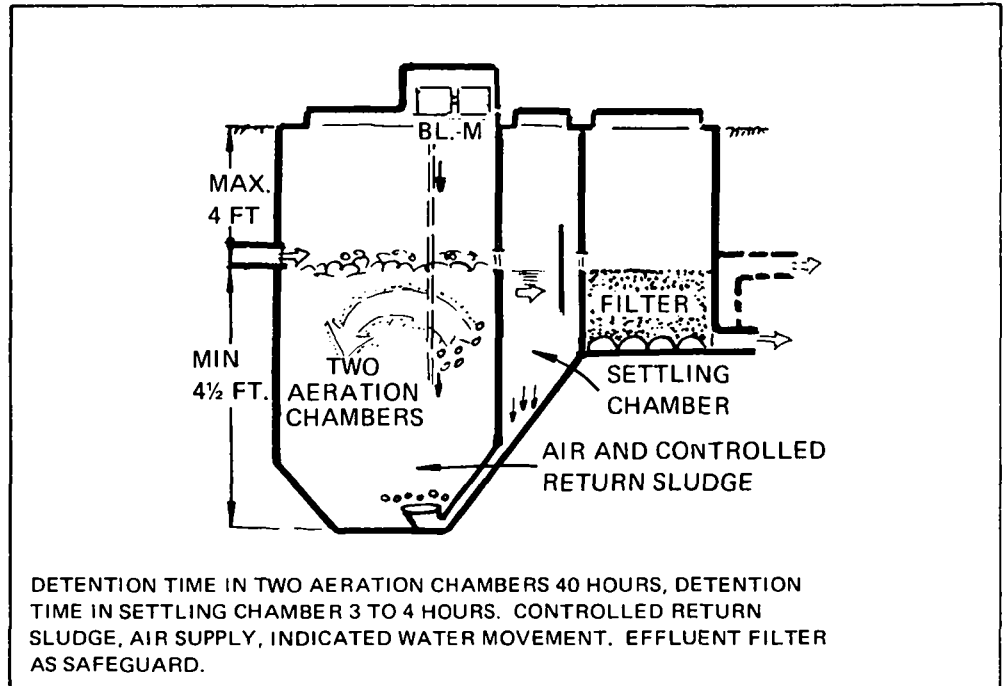 BL.-M
MAX.
4 FT
FILTER
MIN
4½ FT.
TWO
AERATION
CHAMBERS
SETTLING
CHAMBER
AIR AND CONTROLLED
RETURN SLUDGE
DETENTION TIME IN TWO AERATION CHAMBERS 40 HOURS, DETENTION
TIME IN SETTLING CHAMBER 3 TO 4 HOURS. CONTROLLED RETURN
SLUDGE, AIR SUPPLY, INDICATED WATER MOVEMENT. EFFLUENT FILTER
AS SAFEGUARD.